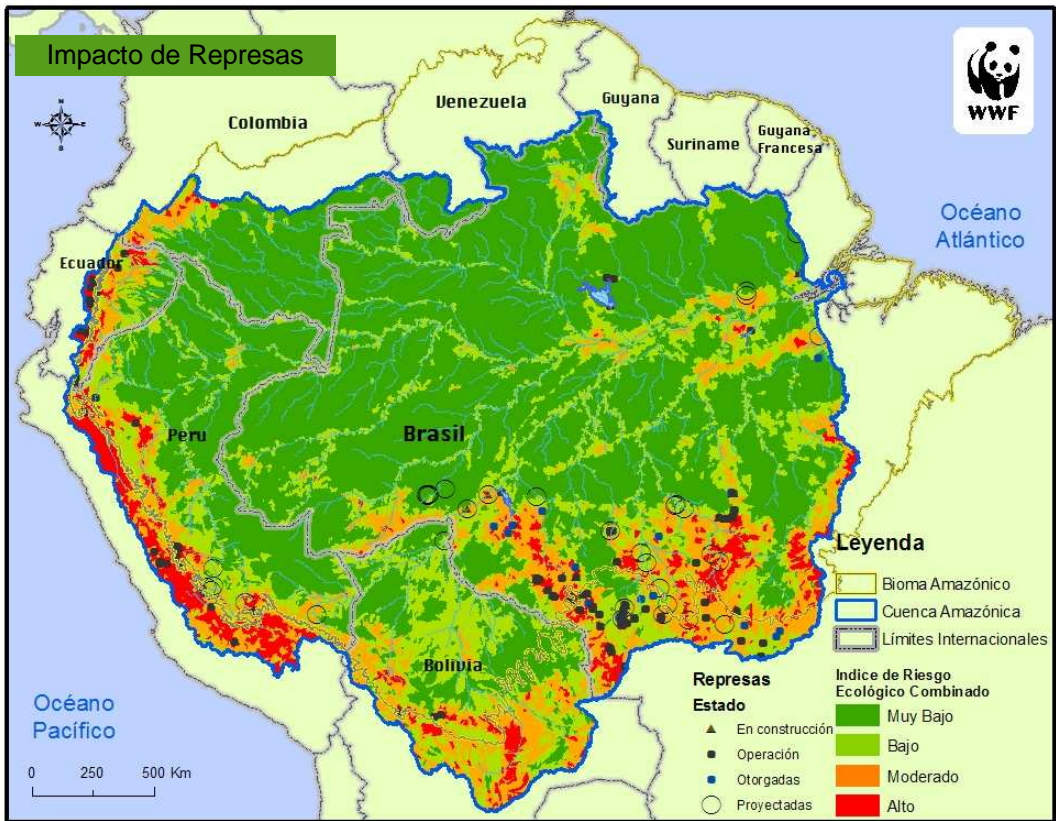 Impacto de Represas
N
W E
S
WWF
Venezuela
Guyana
Colombia
Suriname
Guyana
Francesa
Océano
Atlántico
Ecuador
Peru
Brasil
Bolivia
Océano
Pacífico
0 250 500 Km
Leyenda
Bioma Amazónico
Cuenca Amazónica
Límites Internacionales
Represas
Estado
En construcción
Operación
Otorgadas
Proyectadas
Indice de Riesgo
Ecológico Combinado
Muy Bajo
Bajo
Moderado
Alto